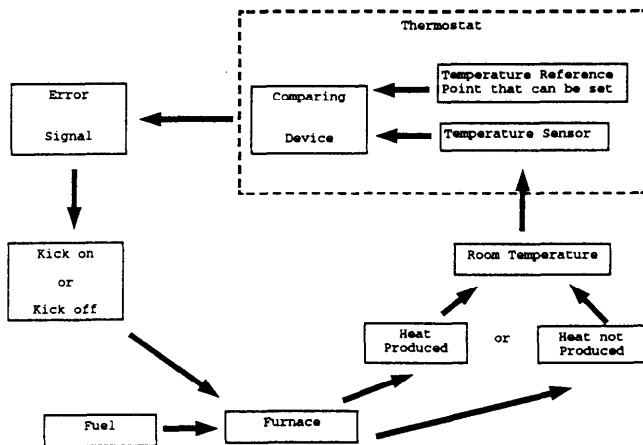 Thermostat
Temperature Reference
Point that can be set
Comparing
Device
Temperature Sensor
Error
Signal
Kick on
or
Kick off
Room Temperature
Heat
Produced
or
Heat not
Produced
Fuel
Furnace